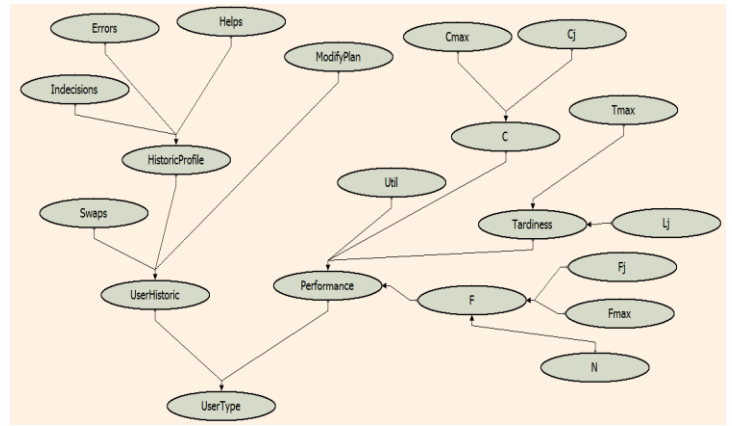 Errors
Helps
Cmax
Cj
ModifyPlan
Indecisions
Tmax
C
HistoricProfile
Util
Swaps
Tardiness
Lj
Fj
Performance
UserHistoric
F
Fmax
N
UserType